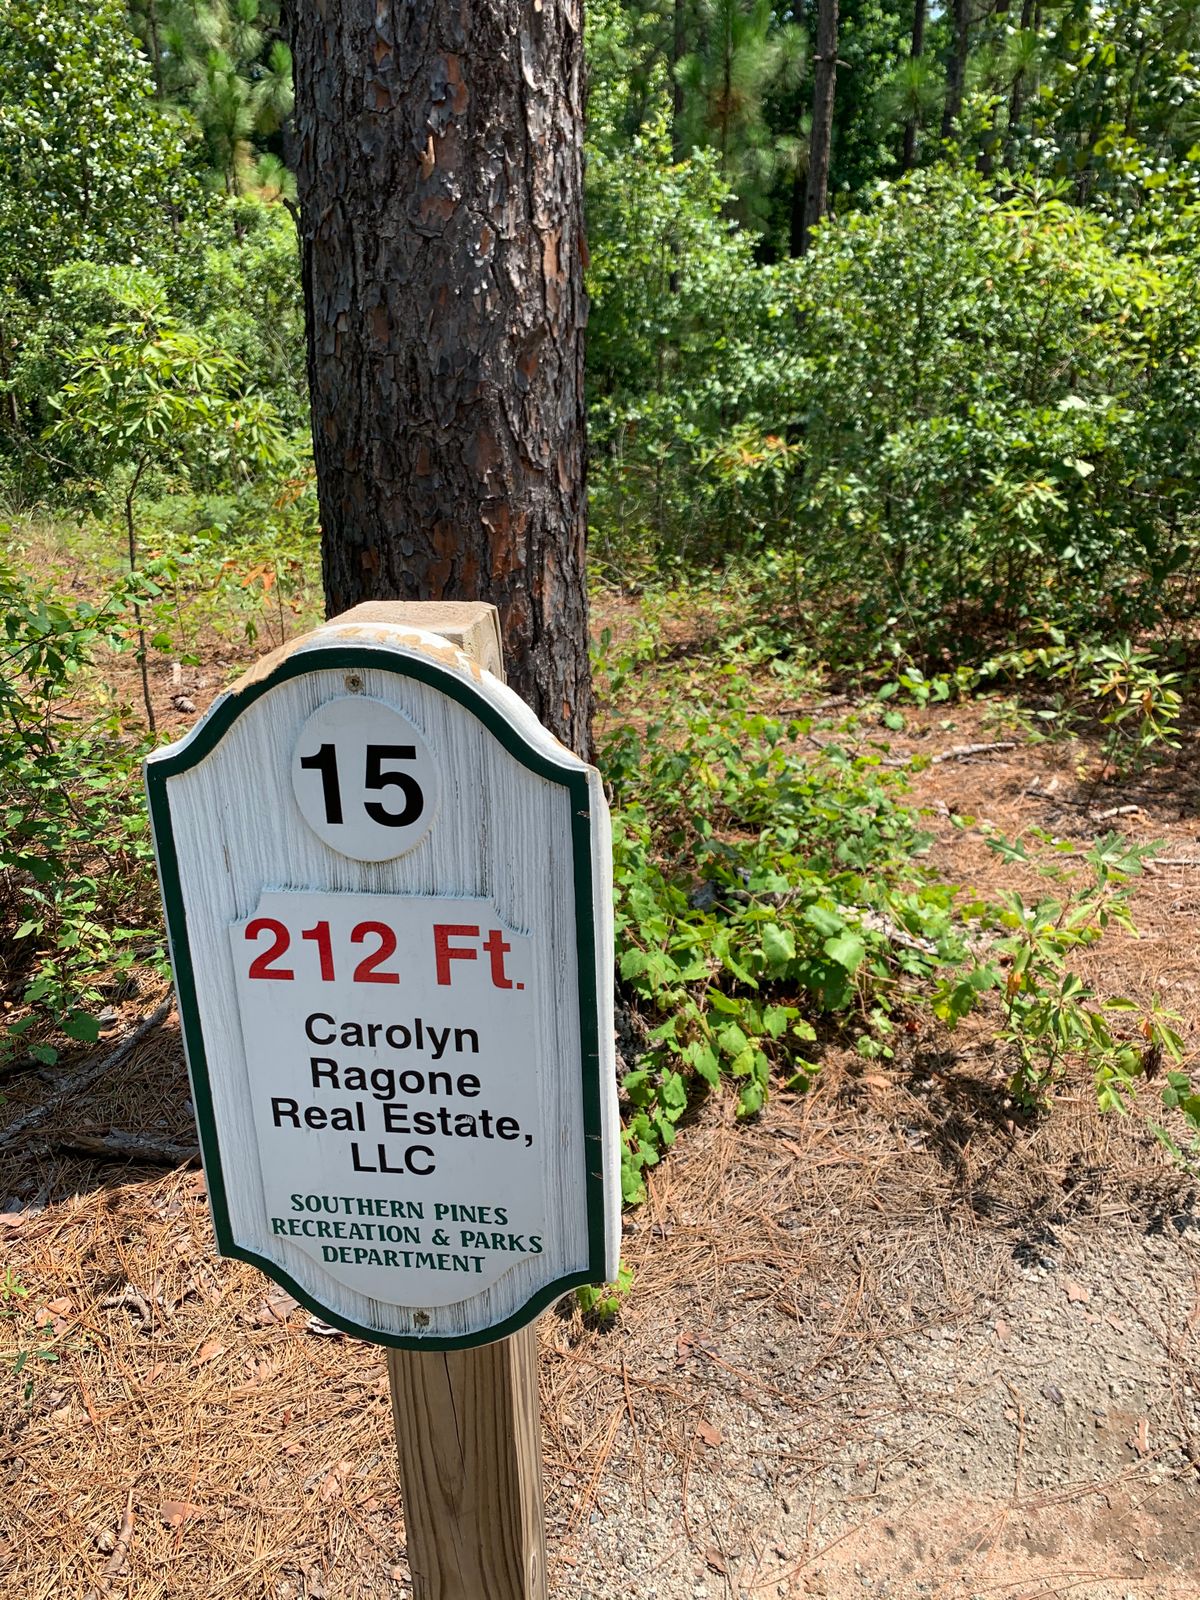 15
212 Ft.
Carolyn
Ragone
Real Estate,
LLC
SOUTHERN PINES
RECREATION & PARKS
DEPARTMENT